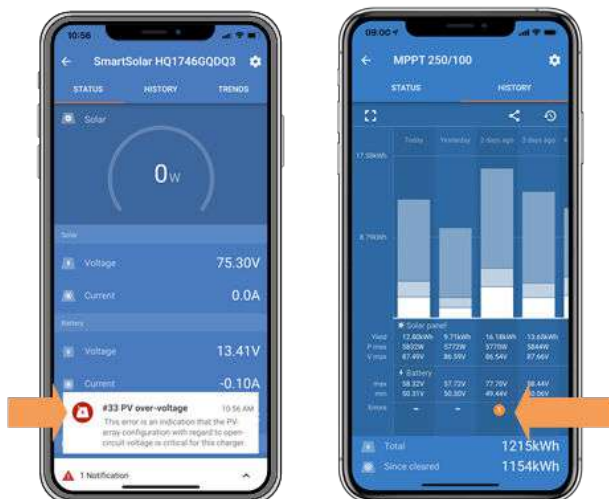 10:56
SmartSolar HQ1746GQDQ3
STATUS HISTORY TRENDS
Solar
0W
Solar
Voltage 75.30V
Current 0.0A
Battery
Voltage 13.41V
Current -0.10A
#33 PV over-voltage 10:56 AM
This error is an indication that the PV-
array configuration with regard to open-
circuit voltage is critical for this charger.
1 Notification
09:00
MPPT 250/100
STATUS HISTORY
Today Yesterday 2 days ago 3 days ago
17.58kWh
8.79kWh
Solar panel
Yield 12.80kWh 9.71kWh 16.18kWh 13.63kWh
P max 5802W 5772W 5770W 5844W
V max 87.49V 86.59V 86.54V 87.66V
Battery
max 58.32V 57.72V 77.70V 58.44V
min 50.31V 50.30V 49.44V
Errors - - 1
Total 1215kWh
Since cleared 1154kWh